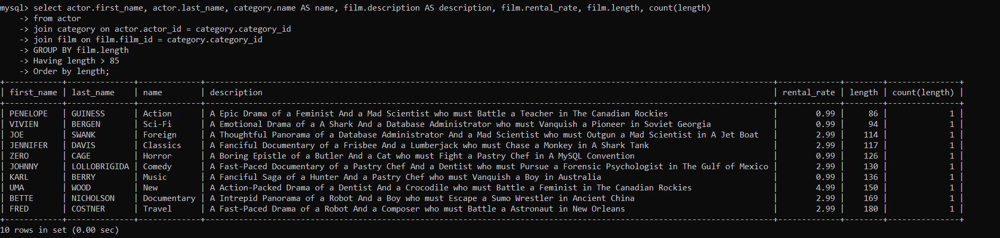 mysql> select actor.first_name, actor.last_name, category.name AS name, film.description AS description, film.rental_rate, film.length, count(length)
    -> from actor
    -> join category on actor.actor_id = category.category_id
    -> join film on film.film_id = category.category_id
    -> GROUP BY film.length
    -> Having length > 85
    -> Order by length;
+------------+--------------+-------------+-----------------------------------------------------------------------------------------------------------------------+-------------+--------+---------------+
| first_name | last_name    | name        | description                                                                                                           | rental_rate | length | count(length) |
+------------+--------------+-------------+-----------------------------------------------------------------------------------------------------------------------+-------------+--------+---------------+
| PENELOPE   | GUINESS      | Action      | A Epic Drama of a Feminist And a Mad Scientist who must Battle a Teacher in The Canadian Rockies                      |        0.99 |     86 |             1 |
| VIVIEN     | BERGEN       | Sci-Fi      | A Emotional Drama of a A Shark And a Database Administrator who must Vanquish a Pioneer in Soviet Georgia             |        0.99 |     94 |             1 |
| JOE        | SWANK        | Foreign     | A Thoughtful Panorama of a Database Administrator And a Mad Scientist who must Outgun a Mad Scientist in A Jet Boat   |        2.99 |    114 |             1 |
| JENNIFER   | DAVIS        | Classics    | A Fanciful Documentary of a Frisbee And a Lumberjack who must Chase a Monkey in A Shark Tank                          |        2.99 |    117 |             1 |
| ZERO       | CAGE         | Horror      | A Boring Epistle of a Butler And a Cat who must Fight a Pastry Chef in A MySQL Convention                             |        0.99 |    126 |             1 |
| JOHNNY     | LOLLOBRIGIDA | Comedy      | A Fast-Paced Documentary of a Pastry Chef And a Dentist who must Pursue a Forensic Psychologist in The Gulf of Mexico |        2.99 |    130 |             1 |
| KARL       | BERRY        | Music       | A Fanciful Saga of a Hunter And a Pastry Chef who must Vanquish a Boy in Australia                                    |        0.99 |    136 |             1 |
| UMA        | WOOD         | New         | A Action-Packed Drama of a Dentist And a Crocodile who must Battle a Feminist in The Canadian Rockies                 |        4.99 |    150 |             1 |
| BETTE      | NICHOLSON    | Documentary | A Intrepid Panorama of a Robot And a Boy who must Escape a Sumo Wrestler in Ancient China                             |        2.99 |    169 |             1 |
| FRED       | COSTNER      | Travel      | A Fast-Paced Drama of a Robot And a Composer who must Battle a Astronaut in New Orleans                               |        2.99 |    180 |             1 |
+------------+--------------+-------------+-----------------------------------------------------------------------------------------------------------------------+-------------+--------+---------------+
10 rows in set (0.00 sec)